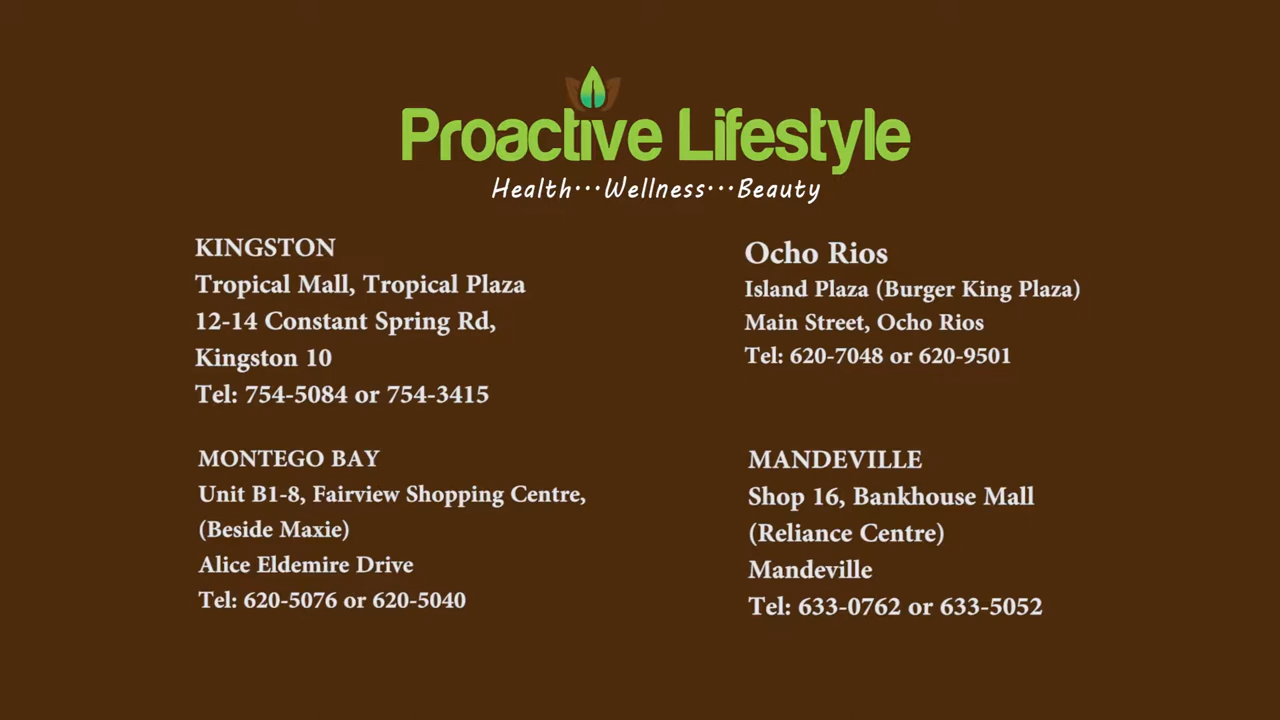 Proactive Lifestyle
Health...Wellness...Beauty
KINGSTON
Tropical Mall, Tropical Plaza
12-14 Constant Spring Rd,
Kingston 10
Tel: 754-5084 or 754-3415
Ocho Rios
Island Plaza (Burger King Plaza)
Main Street, Ocho Rios
Tel: 620-7048 or 620-9501
MONTEGO BAY
Unit B1-8, Fairview Shopping Centre,
(Beside Maxie)
Alice Eldemire Drive
Tel: 620-5076 or 620-5040
MANDEVILLE
Shop 16, Bankhouse Mall
(Reliance Centre)
Mandeville
Tel: 633-0762 or 633-5052